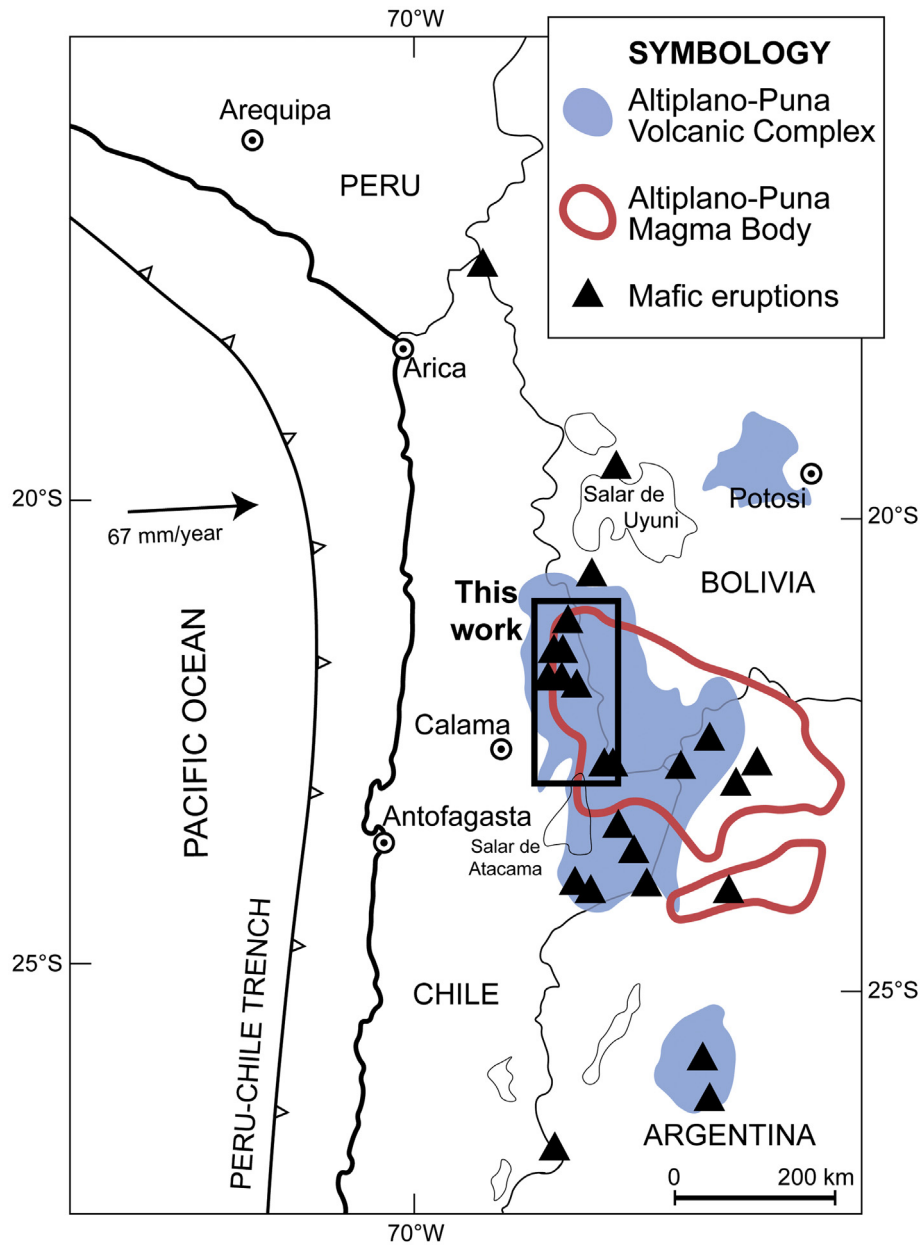 70°W
SYMBOLOGY
Altiplano-Puna
Volcanic Complex
Altiplano-Puna
Magma Body
Mafic eruptions
Arequipa
PERU
Arica
20°S
67 mm/year
Salar de
Uyuni
Potosi
20°S
BOLIVIA
This
work
PACIFIC OCEAN
Calama
Antofagasta
Salar de
Atacama
25°S
CHILE
25°S
PERU-CHILE TRENCH
ARGENTINA
0 200 km
70°W